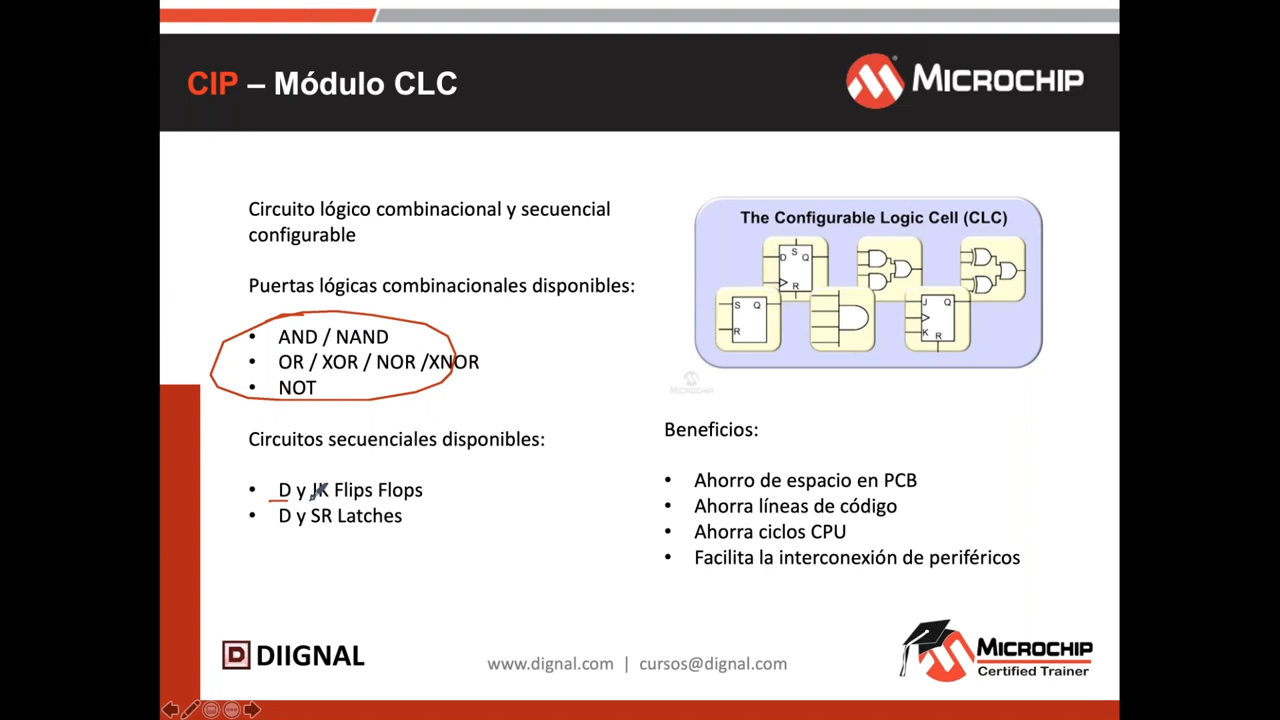 CIP – Módulo CLC
MICROCHIP
Circuito lógico combinacional y secuencial
configurable
Puertas lógicas combinacionales disponibles:
• AND / NAND
• OR / XOR / NOR /XNOR
• NOT
Circuitos secuenciales disponibles:
• D y JK Flips Flops
• D y SR Latches
The Configurable Logic Cell (CLC)
D S Q
R
S Q
R
J Q
K R
MICROCHIP
Beneficios:
• Ahorro de espacio en PCB
• Ahorra líneas de código
• Ahorra ciclos CPU
• Facilita la interconexión de periféricos
D DIIGNAL
www.dignal.com | cursos@dignal.com
MICROCHIP
Certified Trainer